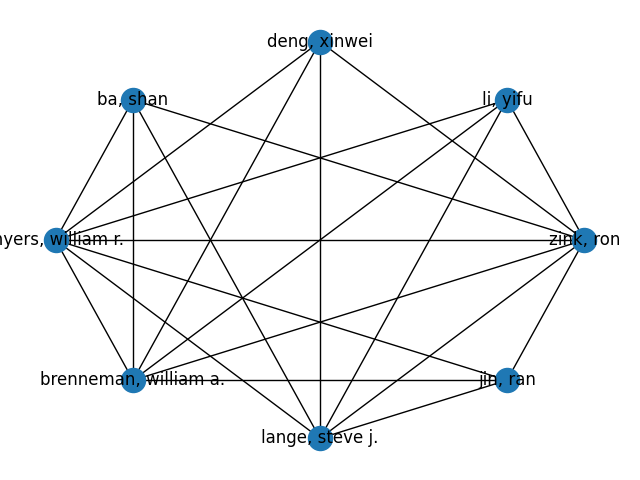 deng, xinwei
ba, shan
li, yifu
myers, william r.
zink, ron
brenneman, william a.
jin, ran
lange, steve j.